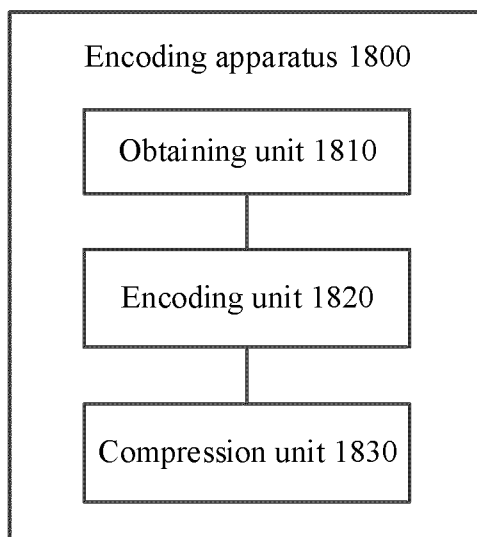 Encoding apparatus 1800
Obtaining unit 1810
Encoding unit 1820
Compression unit 1830